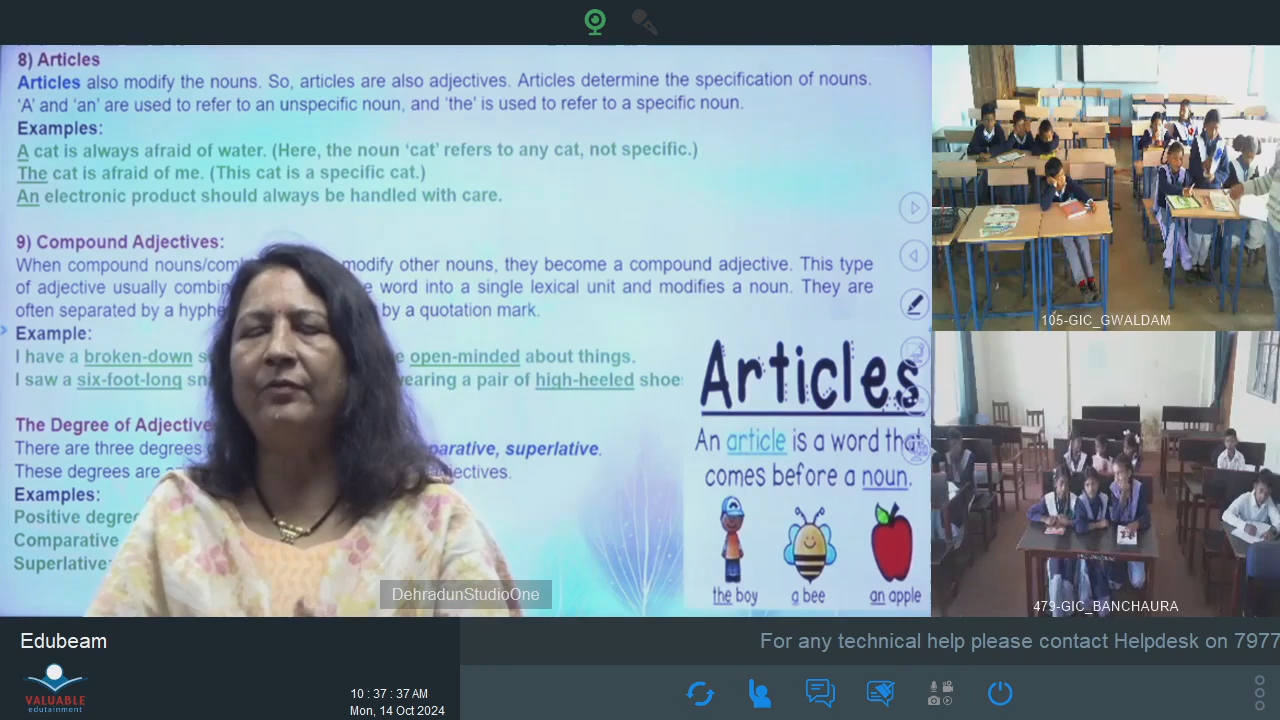 8) Articles
Articles also modify the nouns. So, articles are also adjectives. Articles determine the specification of nouns.
'A' and 'an' are used to refer to an unspecific noun, and 'the' is used to refer to a specific noun.
Examples:
A cat is always afraid of water. (Here, the noun 'cat' refers to any cat, not specific.)
The cat is afraid of me. (This cat is a specific cat.)
An electronic product should always be handled with care.
9) Compound Adjectives:
When compound nouns/com modify other nouns, they become a compound adjective. This type
of adjective usually combin e word into a single lexical unit and modifies a noun. They are
often separated by a hyphe by a quotation mark.
Example:
I have a broken-down s e open-minded about things.
I saw a six-foot-long sn wearing a pair of high-heeled shoe
The Degree of Adjective
There are three degrees parative, superlative.
These degrees are djectives.
Examples:
Positive degre
Comparative
Superlative:
Articles
An article is a word that
comes before a noun.
the boy a bee an apple
DehradunStudioOne
105-GIC_GWALDAM
479-GIC_BANCHAURA
Edubeam
VALUABLE
edutainment
10 : 37 : 37 AM
Mon, 14 Oct 2024
For any technical help please contact Helpdesk on 7977